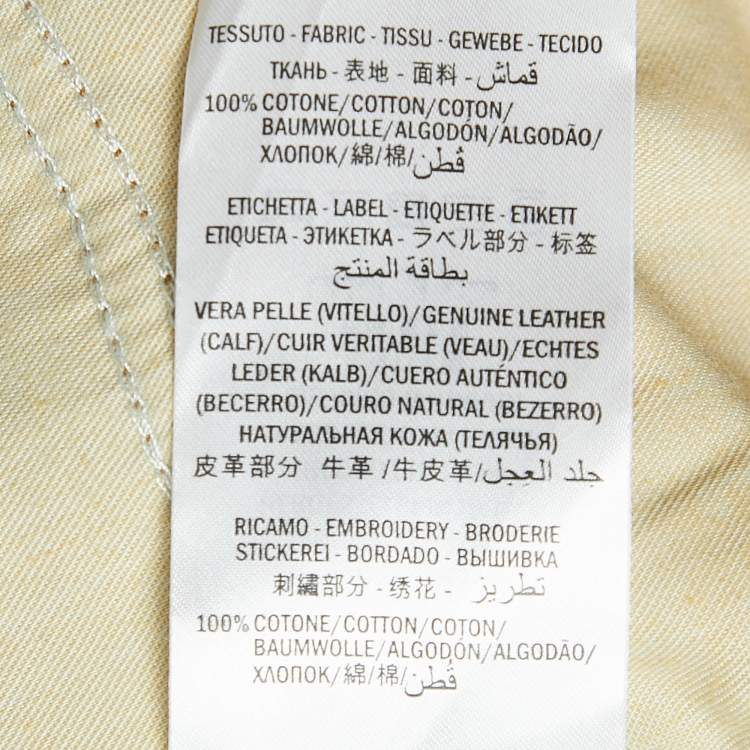 TESSUTO - FABRIC - TISSU - GEWEBE - TECIDO
ТКАНЬ - 表地 - 面料 - قماش
100% COTONE/COTTON/COTON/
BAUMWOLLE/ALGODÓN/ALGODÃO/
ХЛОПОК/綿/棉/قُطن
ETICHETTA - LABEL - ETIQUETTE - ETIKETT
ETIQUETA - ЭТИКЕТКА - ラベル部分 - 标签
بطاقة المنتج
VERA PELLE (VITELLO)/GENUINE LEATHER
(CALF)/CUIR VERITABLE (VEAU)/ECHTES
LEDER (KALB)/CUERO AUTÉNTICO
(BECERRO)/COURO NATURAL (BEZERRO)
НАТУРАЛЬНАЯ КОЖА (ТЕЛЯЧЬЯ)
皮革部分 牛革 /牛皮革/جلد العِجل
RICAMO - EMBROIDERY - BRODERIE
STICKEREI - BORDADO - ВЫШИВКА
刺繍部分 - 绣花 - تطريز
100% COTONE/COTTON/COTON/
BAUMWOLLE/ALGODÓN/ALGODÃO/
ХЛОПОК/綿/棉/قُطن